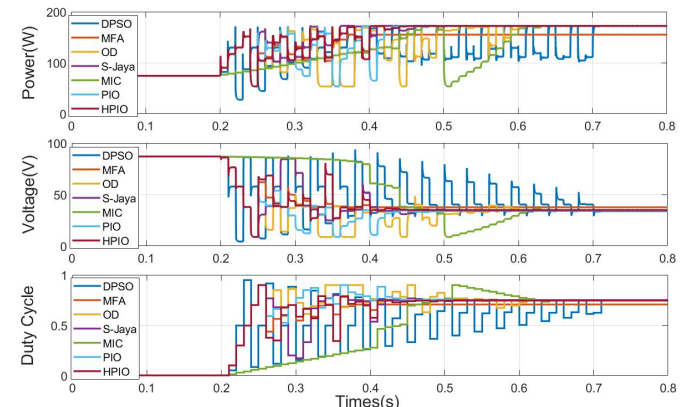 200
100
0
Power(W)
DPSO
MFA
OD
S-Jaya
MIC
PIO
HPIO
0 0.1 0.2 0.3 0.4 0.5 0.6 0.7 0.8
100
50
0
Voltage(V)
DPSO
MFA
OD
S-Jaya
MIC
PIO
HPIO
0 0.1 0.2 0.3 0.4 0.5 0.6 0.7 0.8
1
0.5
0
Duty Cycle
DPSO
MFA
OD
S-Jaya
MIC
PIO
HPIO
0 0.1 0.2 0.3 0.4 0.5 0.6 0.7 0.8
Times(s)